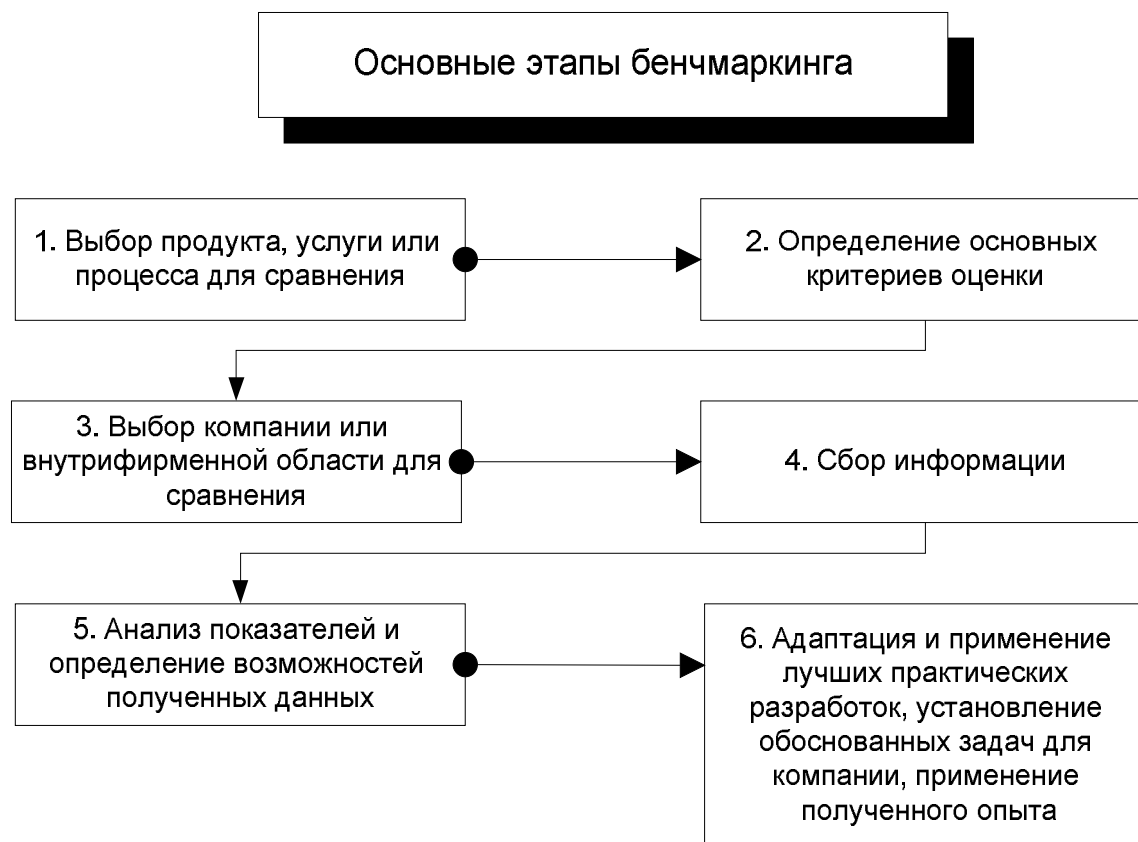 Основные этапы бенчмаркинга
1. Выбор продукта, услуги или
процесса для сравнения
2. Определение основных
критериев оценки
3. Выбор компании или
внутрифирменной области для
сравнения
4. Сбор информации
5. Анализ показателей и
определение возможностей
полученных данных
6. Адаптация и применение
лучших практических
разработок, установление
обоснованных задач для
компании, применение
полученного опыта